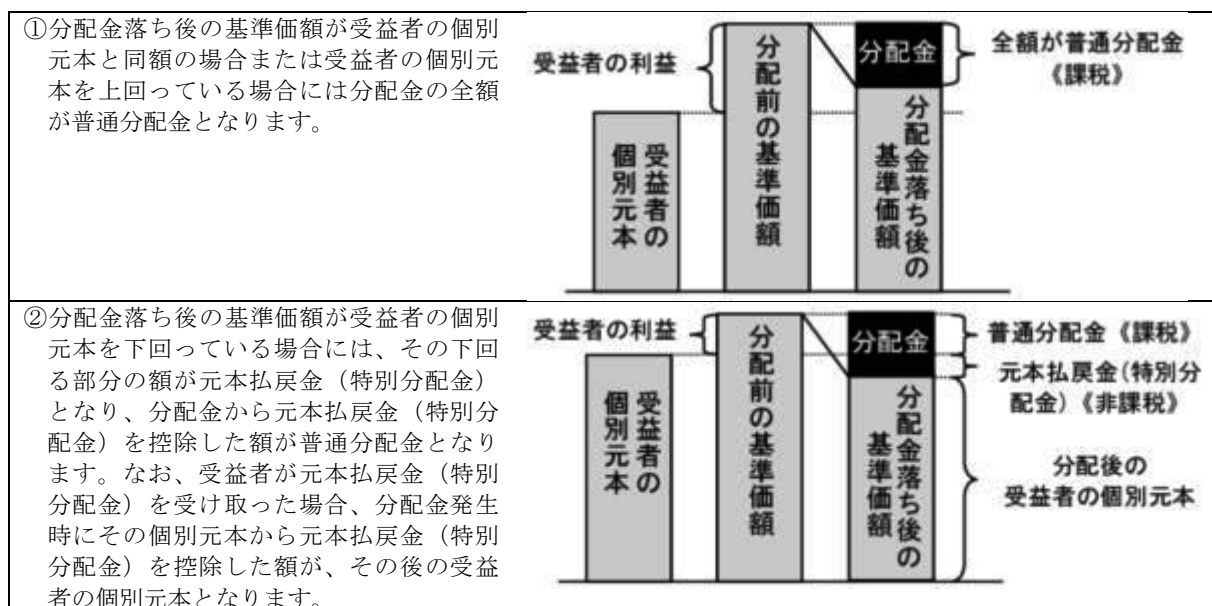 ①分配金落ち後の基準価額が受益者の個別
元本と同額の場合または受益者の個別元
本を上回っている場合には分配金の全額
が普通分配金となります。
受益者の利益
受益者の
個別元本
分配前の基準価額
分配金
分配金落ち後の
基準価額
全額が普通分配金
《課税》
②分配金落ち後の基準価額が受益者の個別
元本を下回っている場合には、その下回
る部分の額が元本払戻金（特別分配金）
となり、分配金から元本払戻金（特別分
配金）を控除した額が普通分配金となり
ます。なお、受益者が元本払戻金（特別
分配金）を受け取った場合、分配金発生
時にその個別元本から元本払戻金（特別
分配金）を控除した額が、その後の受益
者の個別元本となります。
受益者の利益
受益者の
個別元本
分配前の基準価額
分配金
分配金落ち後の
基準価額
普通分配金《課税》
元本払戻金(特別分
配金)《非課税》
分配後の
受益者の個別元本